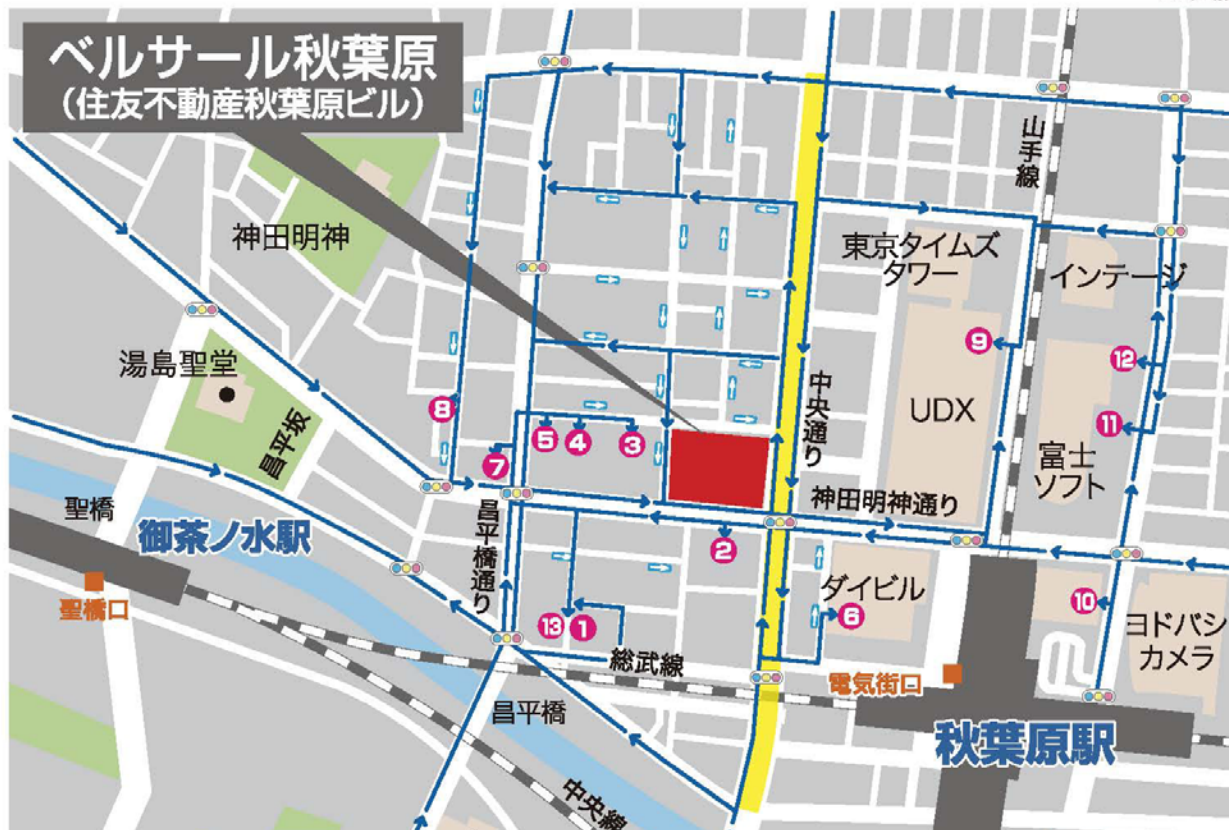 ベルサール秋葉原
（住友不動産秋葉原ビル）
山手線
神田明神
東京タイムズ
タワー
インテージ
湯島聖堂
昌平坂
中央通り
UDX
富士
ソフト
⑨
⑫
⑪
⑧
⑤
④
③
⑦
神田明神通り
聖橋
御茶ノ水駅
昌平橋通り
②
聖橋口
ダイビル
⑥
⑩
ヨドバシ
カメラ
⑬
①
総武線
電気街口
昌平橋
秋葉原駅
中央線